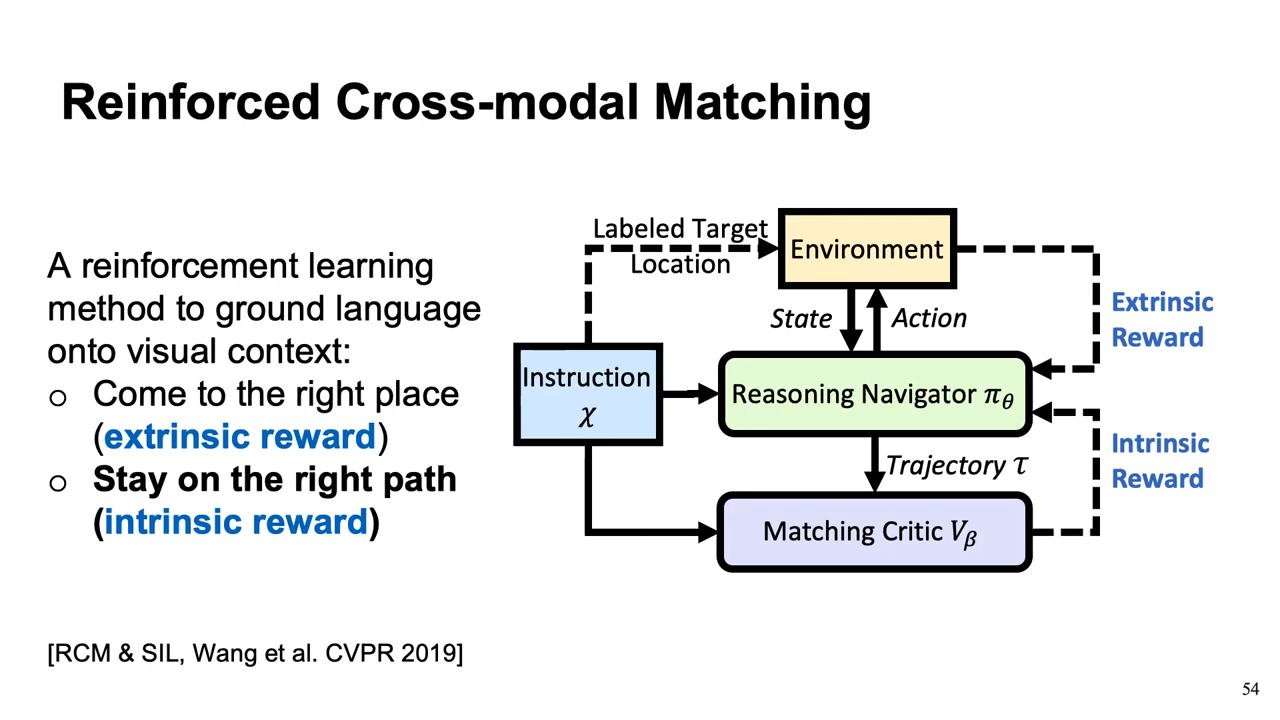 Reinforced Cross-modal Matching
A reinforcement learning
method to ground language
onto visual context:
o Come to the right place
(extrinsic reward)
o Stay on the right path
(intrinsic reward)
Labeled Target
Location
Environment
State
Action
Extrinsic
Reward
Instruction
χ
Reasoning Navigator πθ
Trajectory τ
Intrinsic
Reward
Matching Critic Vβ
[RCM & SIL, Wang et al. CVPR 2019]
54